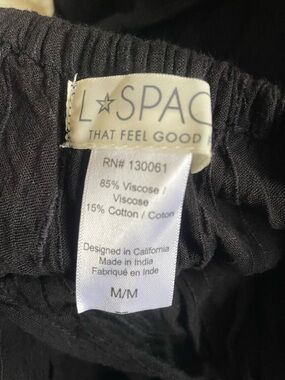 L☆SPAC
THAT FEEL GOOD
RN# 130061
85% Viscose /
Viscose
15% Cotton / Coton
Designed in California
Made in India
Fabriqué en Inde
M/M